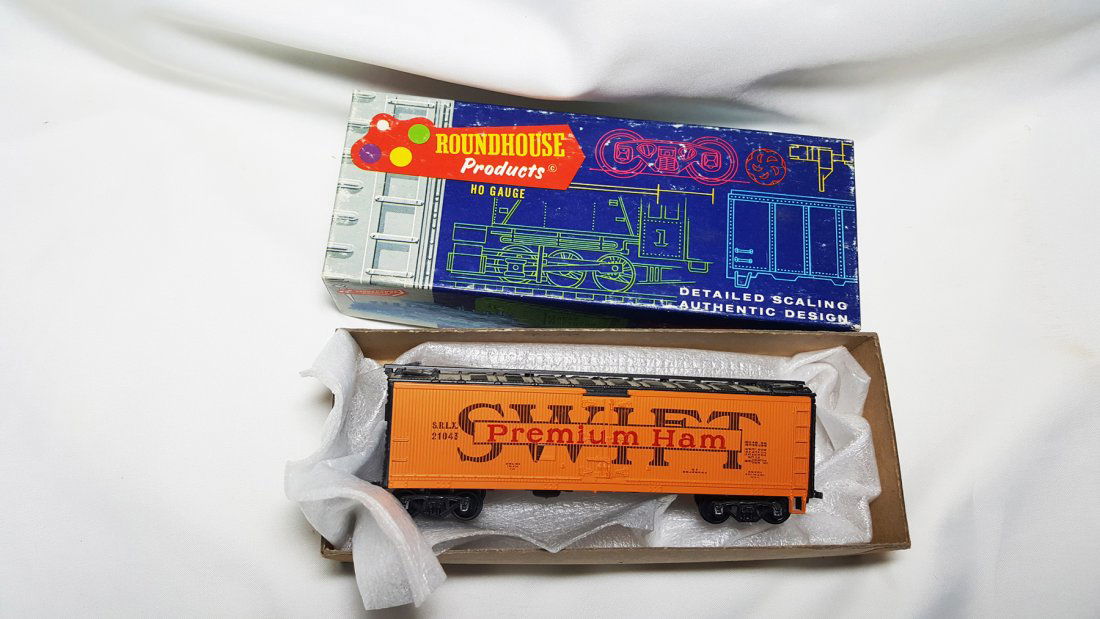 ROUNDHOUSE
Products ©
HO GAUGE
1
DETAILED SCALING
AUTHENTIC DESIGN
SWIFT
Premium Ham
S.R.L.X.
21043